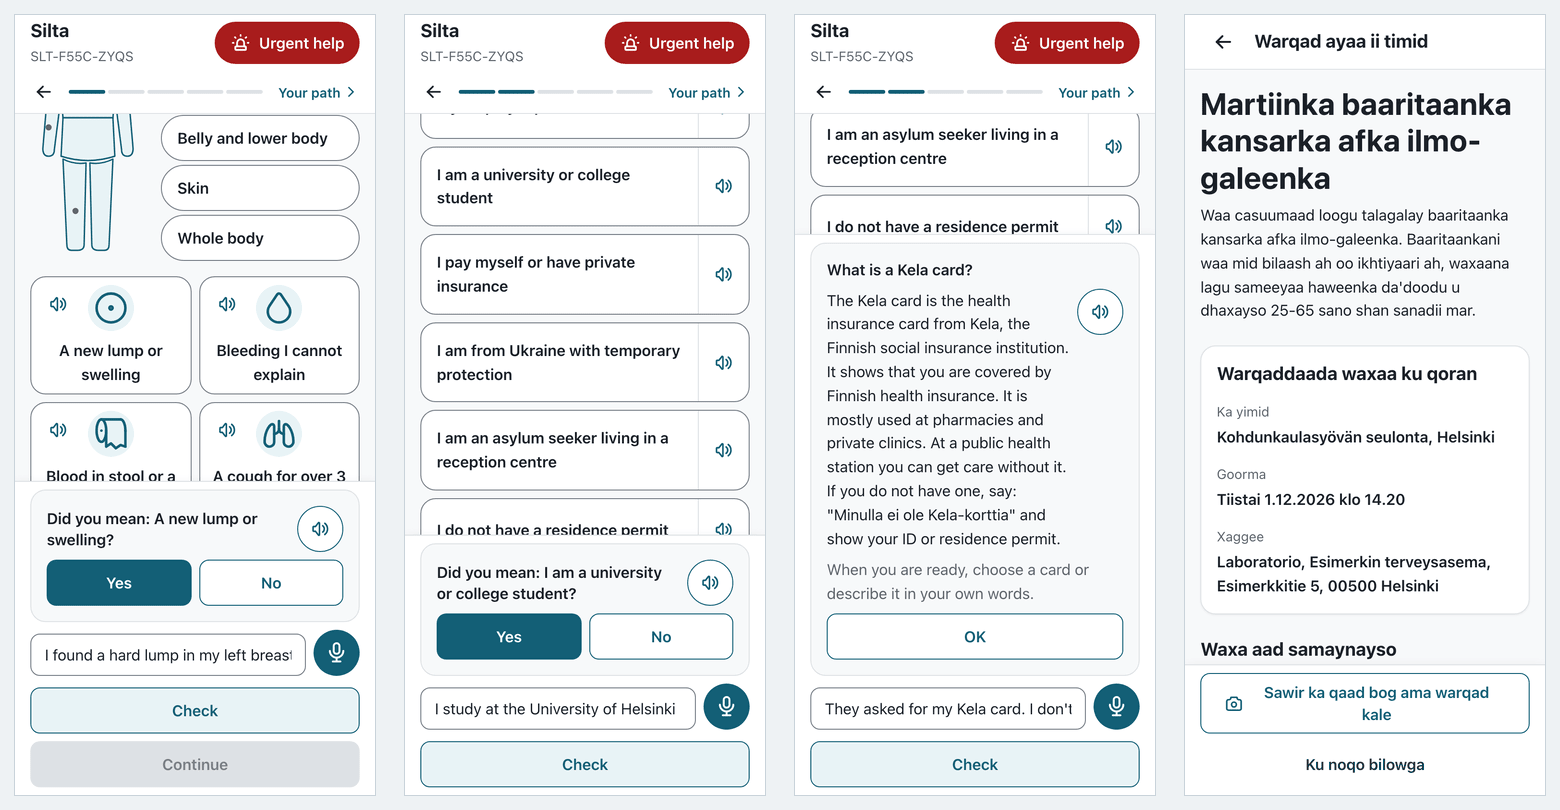 Silta
SLT-F55C-ZYQS
Urgent help
Your path
Belly and lower body
Skin
Whole body
A new lump or
swelling
Bleeding I cannot
explain
Blood in stool or a
A cough for over 3
Did you mean: A new lump or
swelling?
Yes
No
I found a hard lump in my left breast
Check
Continue
Silta
SLT-F55C-ZYQS
Urgent help
Your path
I am a university or college
student
I pay myself or have private
insurance
I am from Ukraine with temporary
protection
I am an asylum seeker living in a
reception centre
I do not have a residence permit
Did you mean: I am a university
or college student?
Yes
No
I study at the University of Helsinki
Check
Silta
SLT-F55C-ZYQS
Urgent help
Your path
I am an asylum seeker living in a
reception centre
I do not have a residence permit
What is a Kela card?
The Kela card is the health
insurance card from Kela, the
Finnish social insurance institution.
It shows that you are covered by
Finnish health insurance. It is
mostly used at pharmacies and
private clinics. At a public health
station you can get care without it.
If you do not have one, say:
"Minulla ei ole Kela-korttia" and
show your ID or residence permit.
When you are ready, choose a card or
describe it in your own words.
OK
They asked for my Kela card. I don't
Check
Warqad ayaa ii timid
Martiinka baaritaanka
kansarka afka ilmo-
galeenka
Waa casuumaad loogu talagalay baaritaanka
kansarka afka ilmo-galeenka. Baaritaankani
waa mid bilaash ah oo ikhtiyaari ah, waxaana
lagu sameeyaa haweenka da'doodu u
dhaxayso 25-65 sano shan sanadii mar.
Warqaddaada waxaa ku qoran
Ka yimid
Kohdunkaulasyövän seulonta, Helsinki
Goorma
Tiistai 1.12.2026 klo 14.20
Xaggee
Laboratorio, Esimerkin terveysasema,
Esimerkkitie 5, 00500 Helsinki
Waxa aad samaynayso
Sawir ka qaad bog ama warqad
kale
Ku noqo bilowga